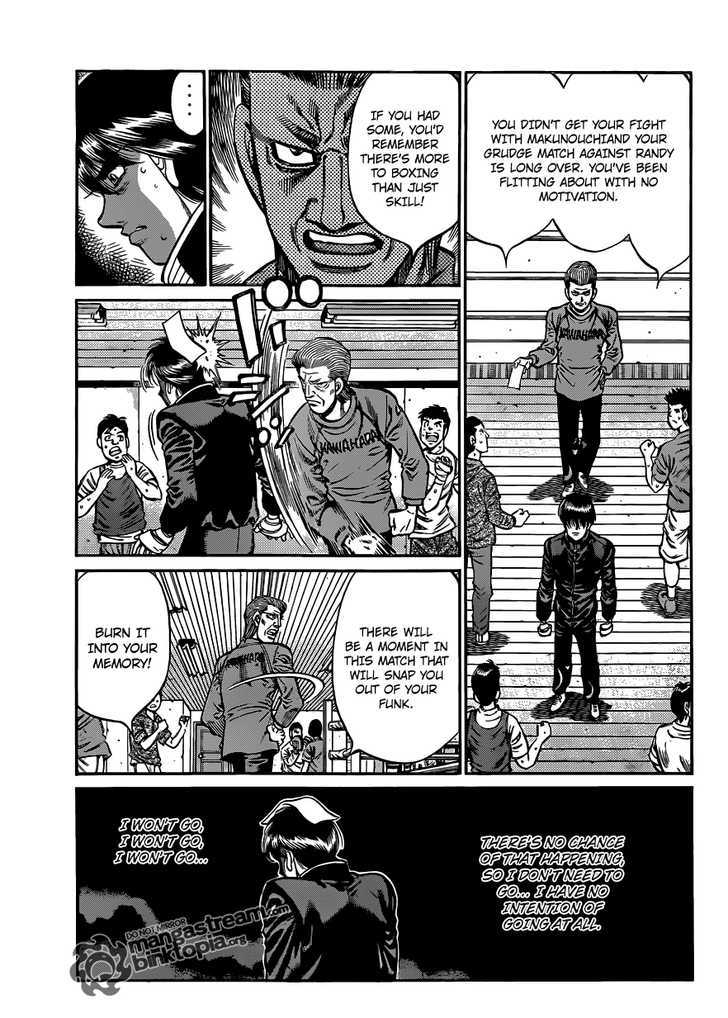 YOU DIDN'T GET YOUR FIGHT
WITH MAKUNOUCHIAND YOUR
GRUDGE MATCH AGAINST RANDY
IS LONG OVER. YOU'VE BEEN
FLITTING ABOUT WITH NO
MOTIVATION.
KAWAHARA
IF YOU HAD
SOME, YOU'D
REMEMBER
THERE'S MORE
TO BOXING
THAN JUST
SKILL!
...
KAWAHARA
THERE WILL
BE A MOMENT
IN THIS MATCH THAT
WILL SNAP YOU
OUT OF YOUR
FUNK.
KAWAHARA
BURN IT
INTO YOUR
MEMORY!
THERE'S NO CHANCE
OF THAT HAPPENING,
SO I DON'T NEED TO
GO... I HAVE NO
INTENTION OF
GOING AT ALL.
I WON'T GO,
I WON'T GO,
I WON'T GO...
DO NOT MIRROR
mangastream.com
binktopia.org